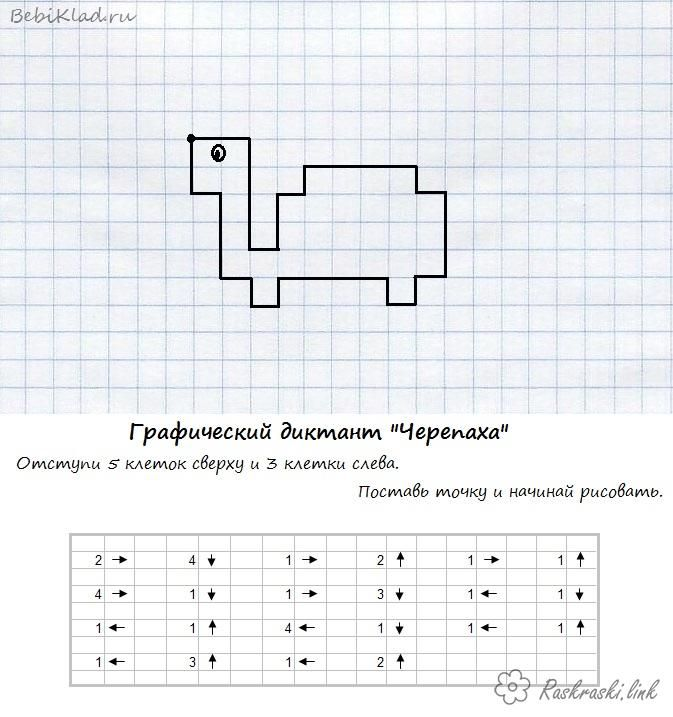 BebiKlad.ru
Графический диктант "Черепаха"
Отступи 5 клеток сверху и 3 клетки слева.
Поставь точку и начинай рисовать.
2 → 4 ↓ 1 → 2 ↑ 1 → 1 ↑
4 → 1 ↓ 1 → 3 ↓ 1 ← 1 ↓
1 ← 1 ↑ 4 ← 1 ↓ 1 ← 1 ↑
1 ← 3 ↑ 1 ← 2 ↑
Raskraski.link